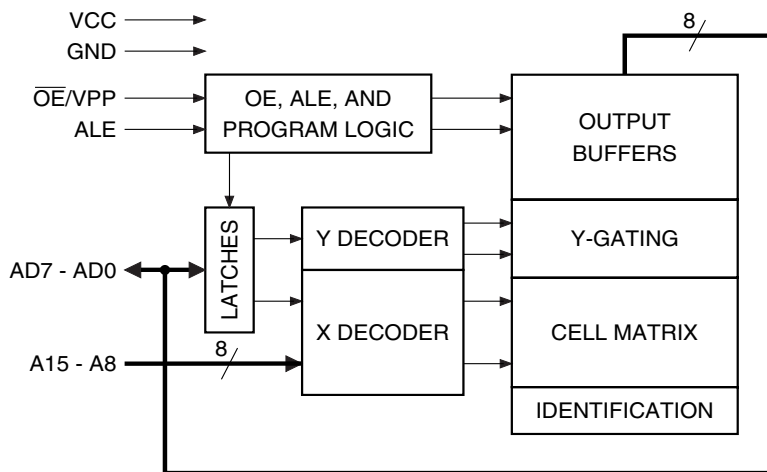 VCC
8
GND
O̅E̅/VPP
OE, ALE, AND
PROGRAM LOGIC
ALE
OUTPUT
BUFFERS
LATCHES
Y DECODER
Y-GATING
AD7 - AD0
X DECODER
CELL MATRIX
8
A15 - A8
IDENTIFICATION